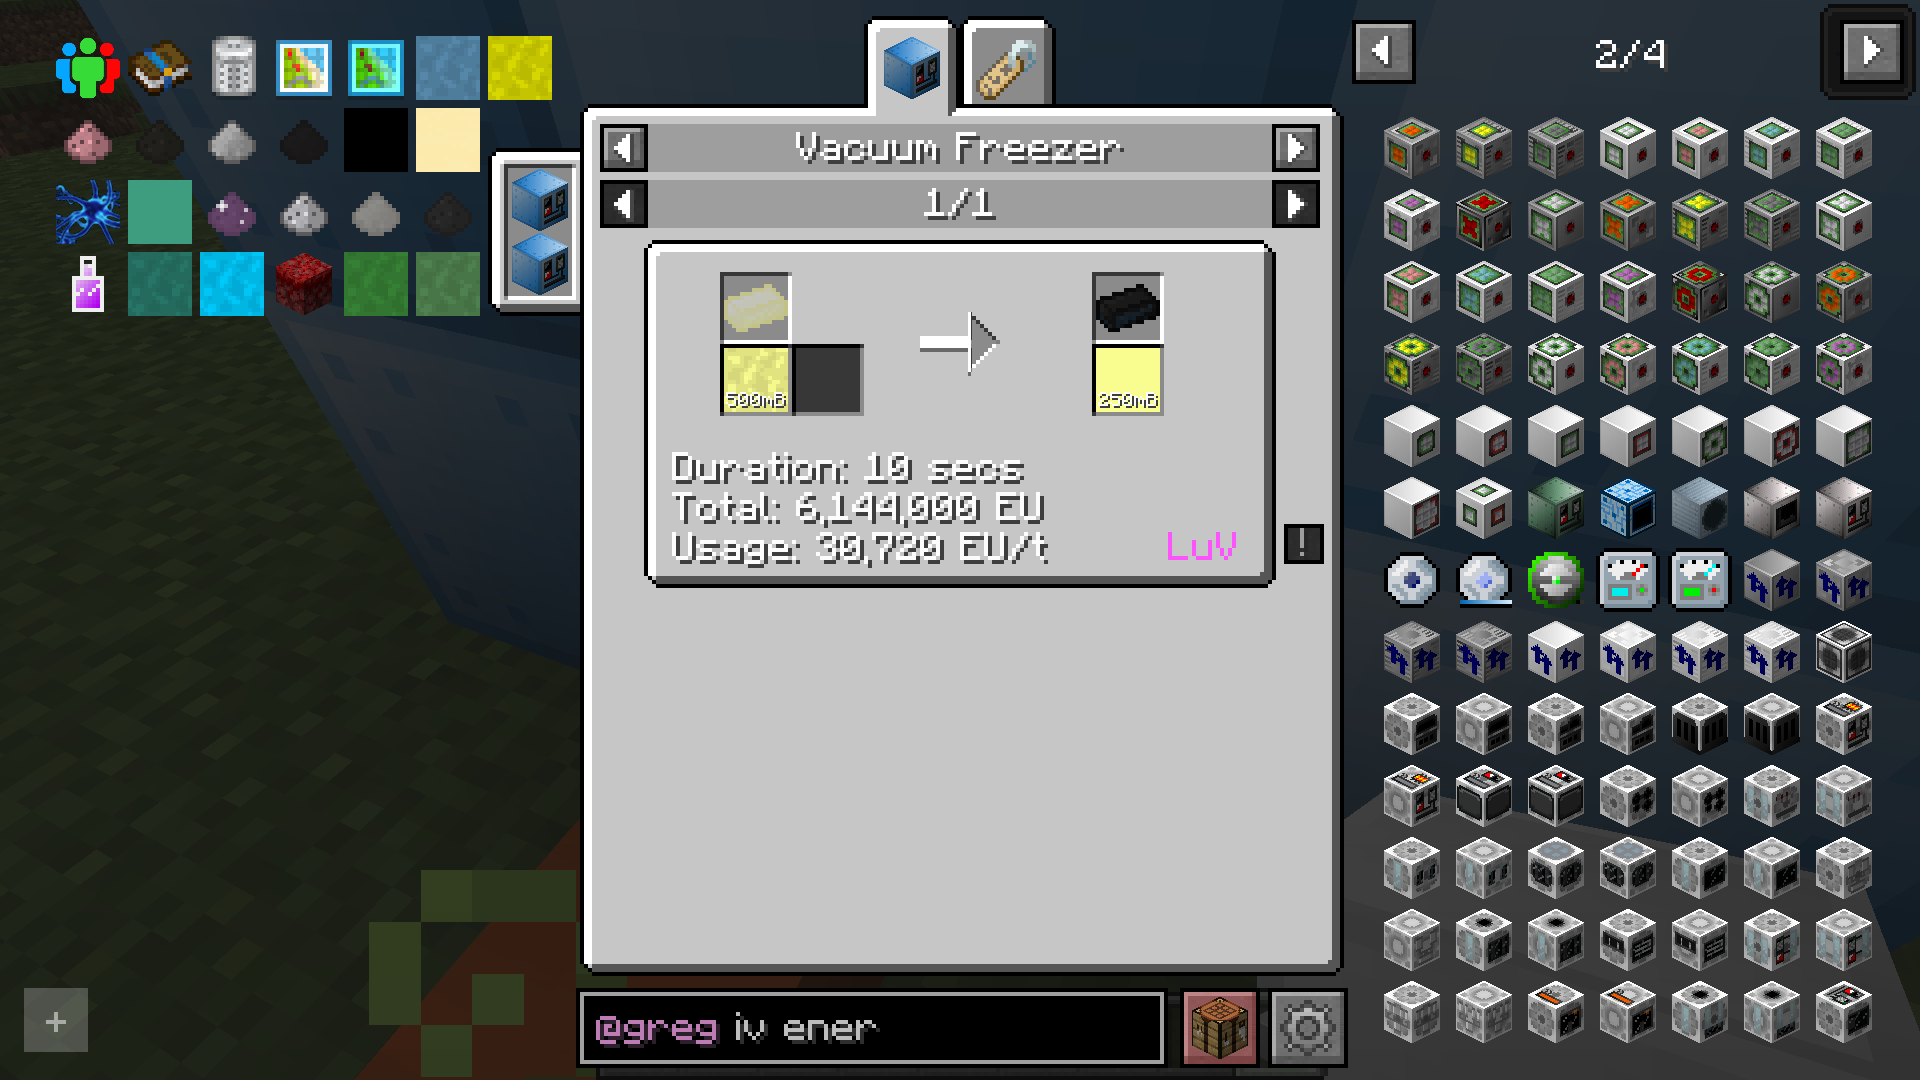 2/4
Vacuum Freezer
1/1
500mB
250mB
Duration: 10 secs
Total: 6,144,000 EU
Usage: 30,720 EU/t
LuV
!
+
@greg iv ener